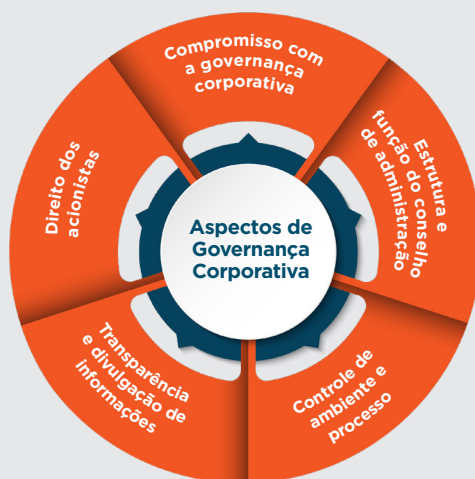 Compromisso com
a governança
corporativa
Estrutura e
função do conselho
de administração
Controle de
ambiente e
processo
Transparência
e divulgação de
informações
Direito dos
acionistas
Aspectos de
Governança
Corporativa